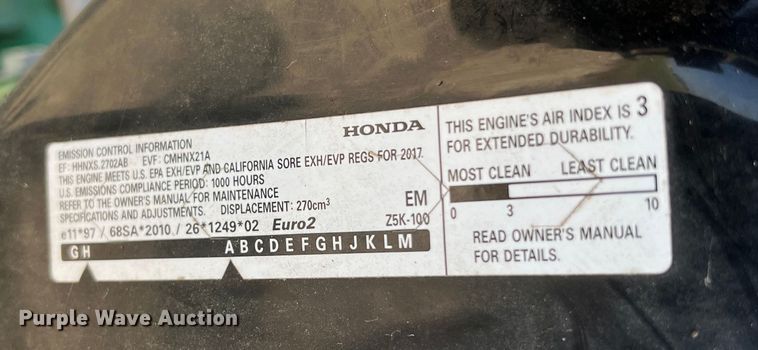 HONDA
EMISSION CONTROL INFORMATION
EF: HHNXS.2702AB EVF: CMHNX21A
THIS ENGINE MEETS U.S. EPA EXH/EVP AND CALIFORNIA SORE EXH/EVP REGS FOR 2017.
U.S. EMISSIONS COMPLIANCE PERIOD: 1000 HOURS
REFER TO THE OWNER'S MANUAL FOR MAINTENANCE
SPECIFICATIONS AND ADJUSTMENTS. DISPLACEMENT: 270cm³ EM
e11*97 / 68SA*2010 / 26*1249*02 Euro2 Z5K-100
G H A B C D E F G H J K L M
THIS ENGINE'S AIR INDEX IS 3
FOR EXTENDED DURABILITY.
MOST CLEAN LEAST CLEAN
0 3 10
READ OWNER'S MANUAL
FOR DETAILS.
Purple Wave Auction